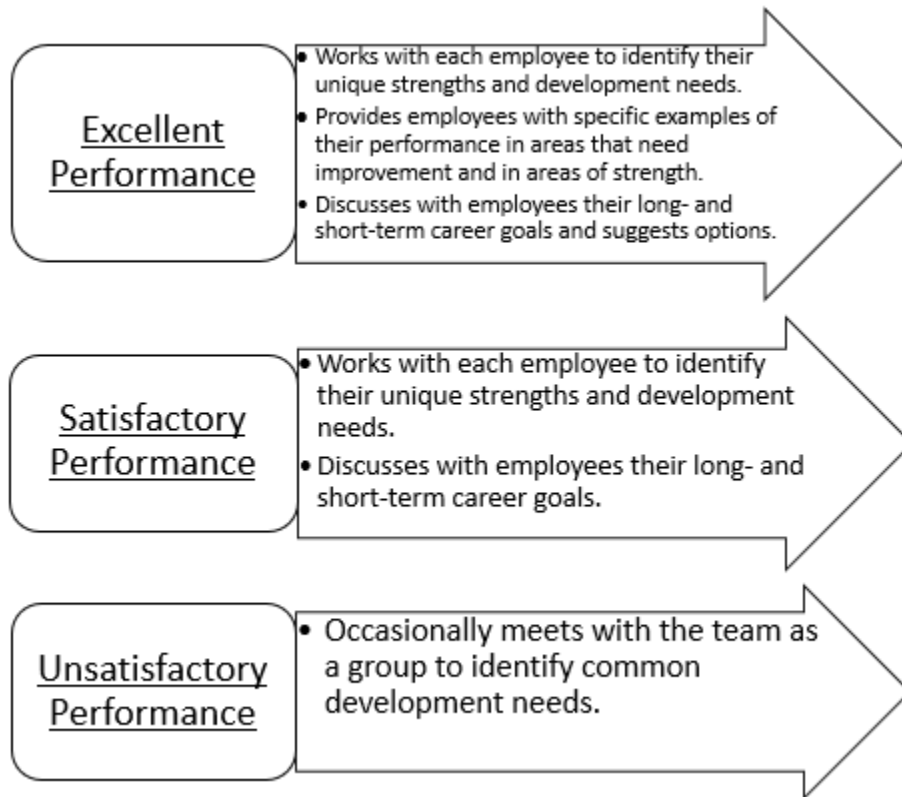 Excellent
Performance
• Works with each employee to identify their
unique strengths and development needs.
• Provides employees with specific examples of
their performance in areas that need
improvement and in areas of strength.
• Discusses with employees their long- and
short-term career goals and suggests options.
Satisfactory
Performance
• Works with each employee to identify
their unique strengths and development
needs.
• Discusses with employees their long- and
short-term career goals.
Unsatisfactory
Performance
• Occasionally meets with the team as
a group to identify common
development needs.